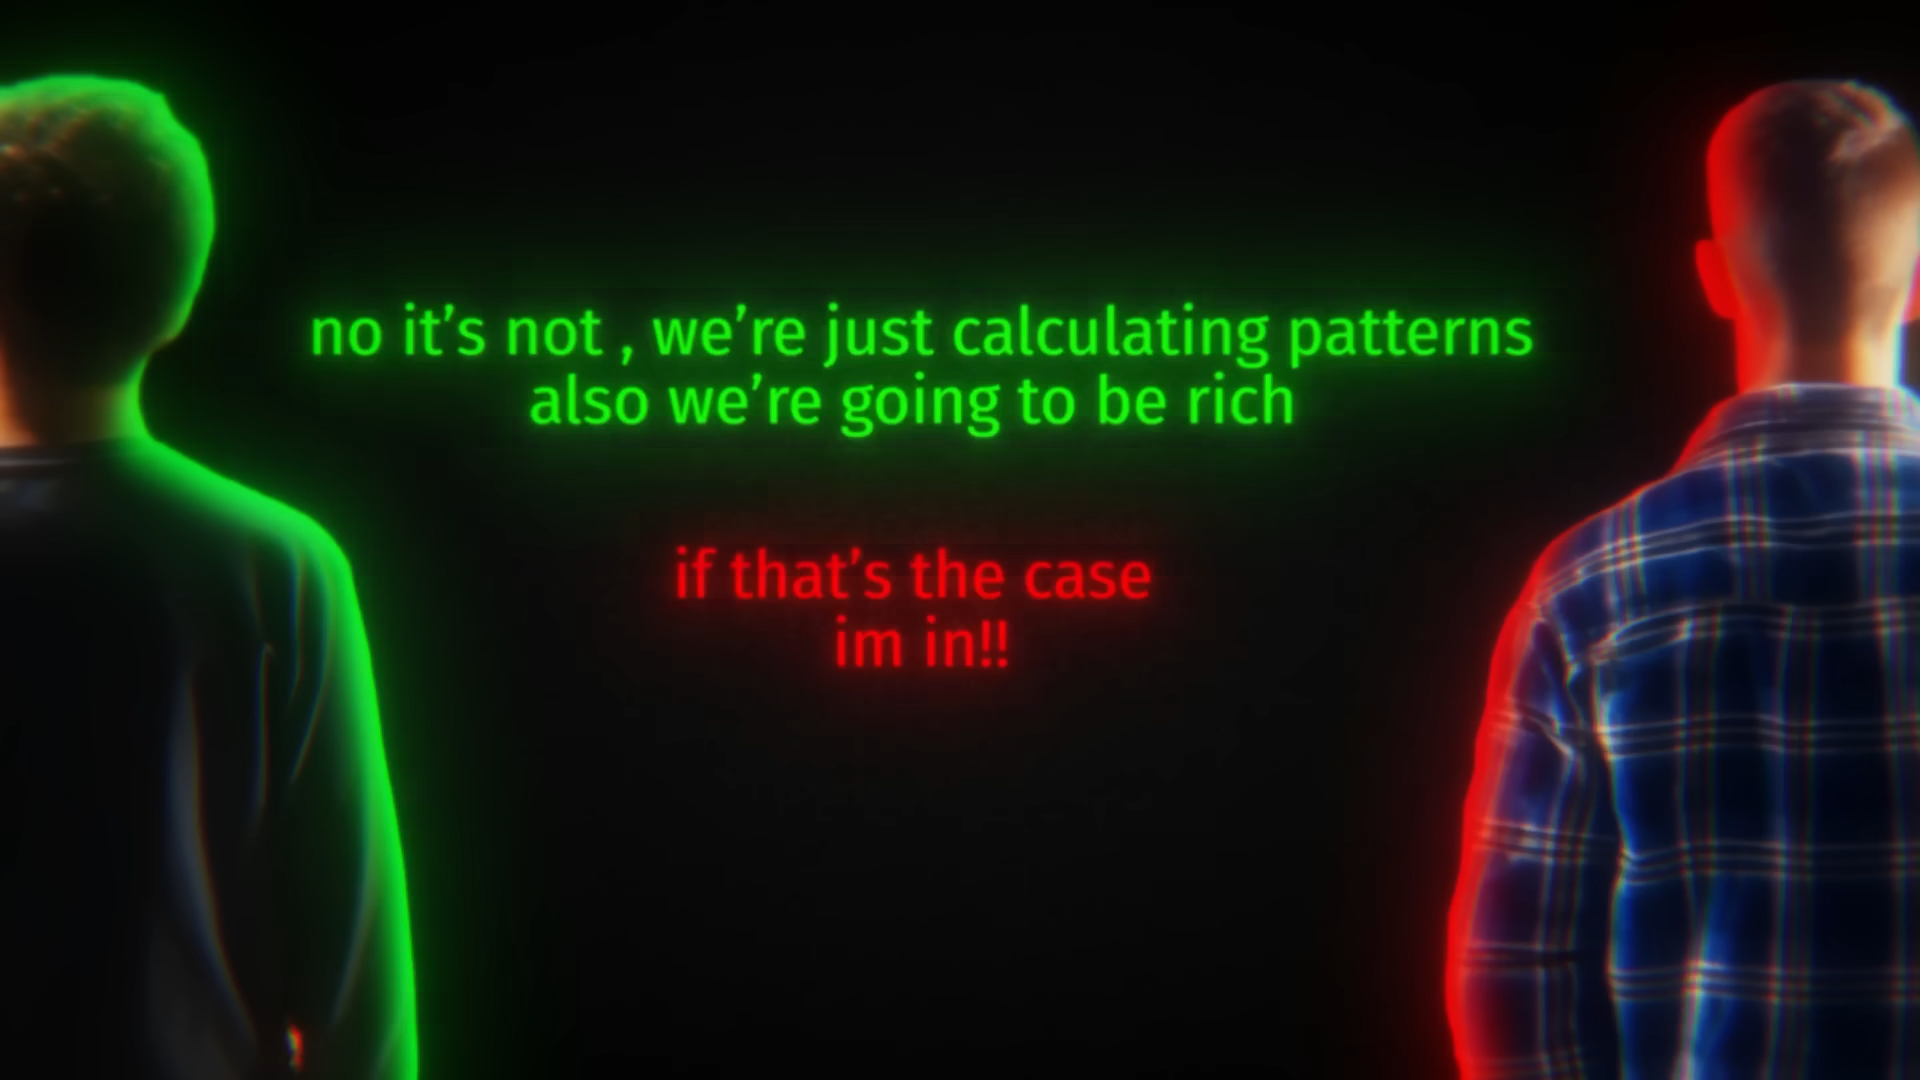 no it’s not , we’re just calculating patterns
also we’re going to be rich
if that’s the case
im in!!